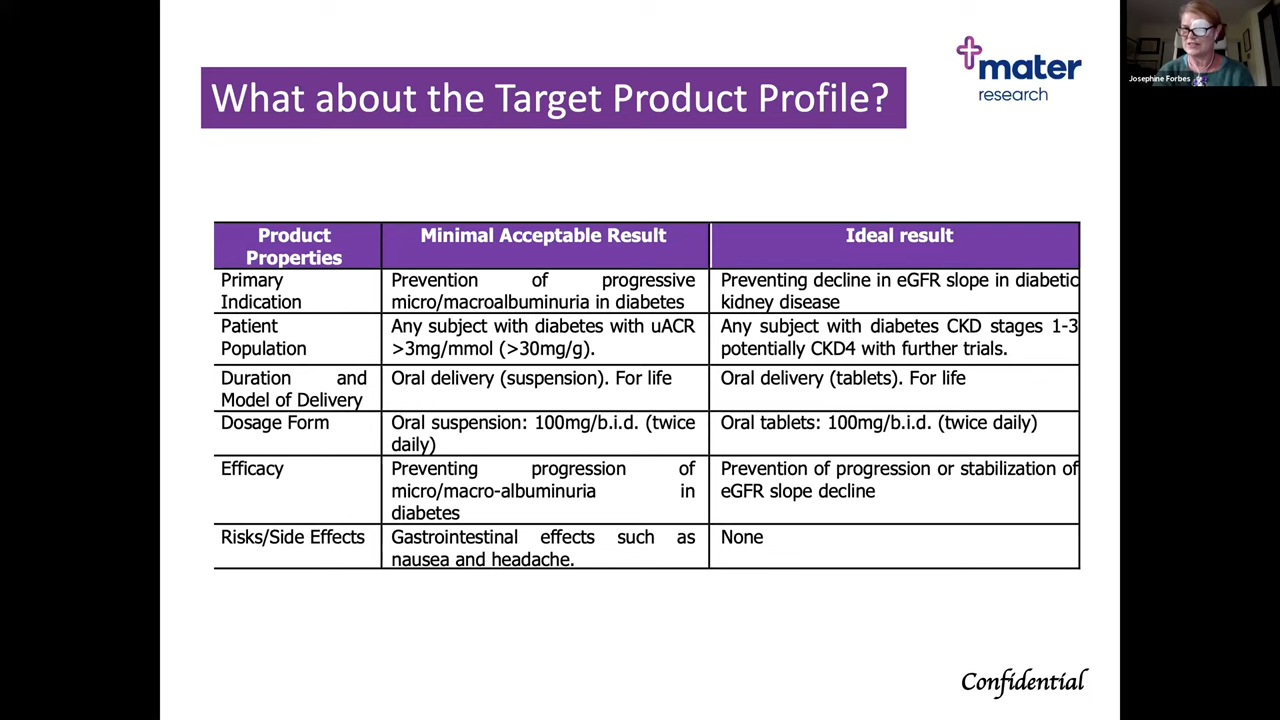 What about the Target Product Profile?
mater
research
Josephine Forbes
Product
Properties
Minimal Acceptable Result
Ideal result
Primary
Indication
Prevention of progressive
micro/macroalbuminuria in diabetes
Preventing decline in eGFR slope in diabetic
kidney disease
Patient
Population
Any subject with diabetes with uACR
>3mg/mmol (>30mg/g).
Any subject with diabetes CKD stages 1-3
potentially CKD4 with further trials.
Duration and
Model of Delivery
Oral delivery (suspension). For life
Oral delivery (tablets). For life
Dosage Form
Oral suspension: 100mg/b.i.d. (twice
daily)
Oral tablets: 100mg/b.i.d. (twice daily)
Efficacy
Preventing progression of
micro/macro-albuminuria in
diabetes
Prevention of progression or stabilization of
eGFR slope decline
Risks/Side Effects
Gastrointestinal effects such as
nausea and headache.
None
Confidential